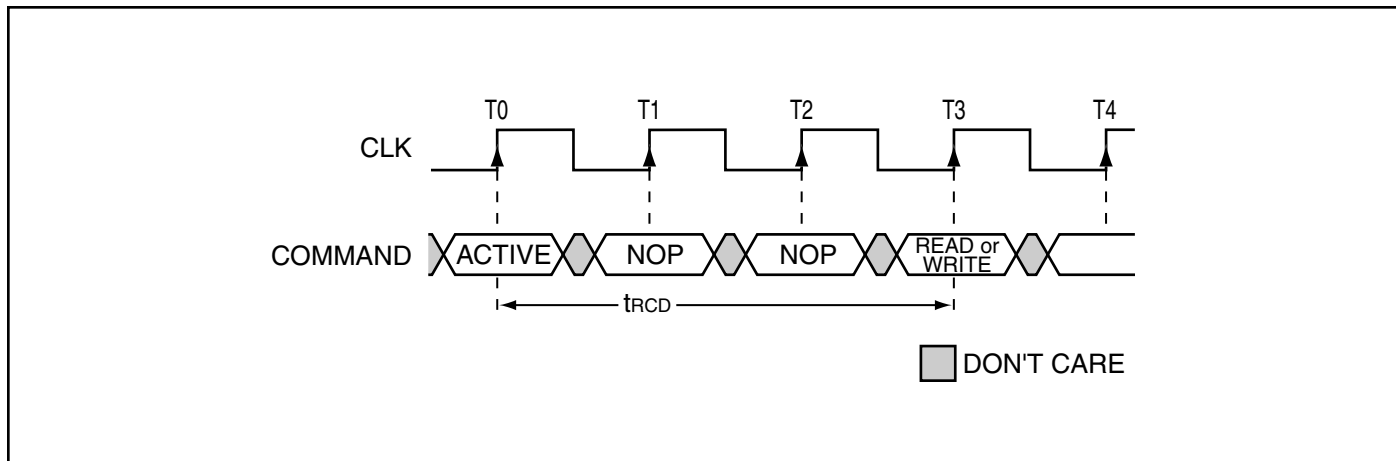 T0 T1 T2 T3 T4
CLK
COMMAND ACTIVE NOP NOP READ or
WRITE
tRCD
DON'T CARE